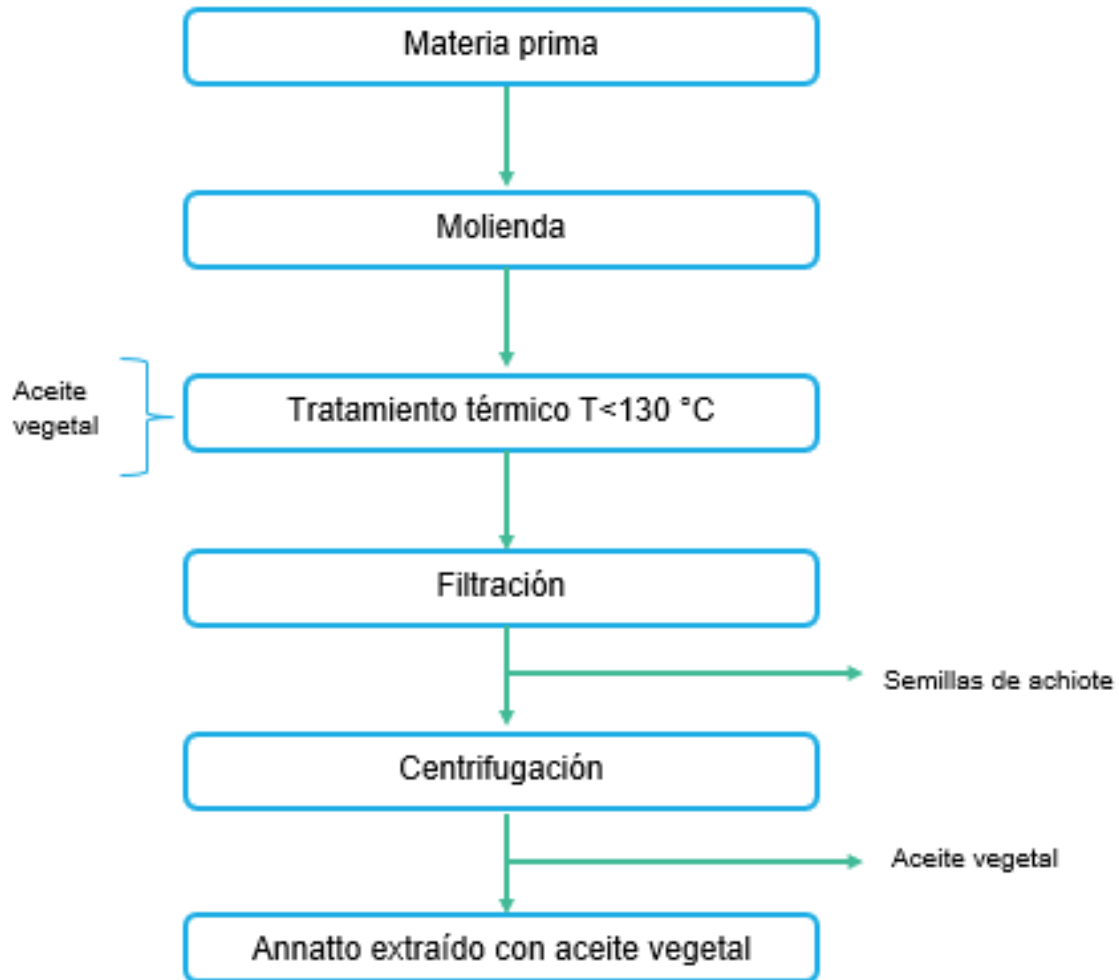 Materia prima
Molienda
Aceite
vegetal
Tratamiento térmico T<130 °C
Filtración
Semillas de achiote
Centrifugación
Aceite vegetal
Annatto extraído con aceite vegetal